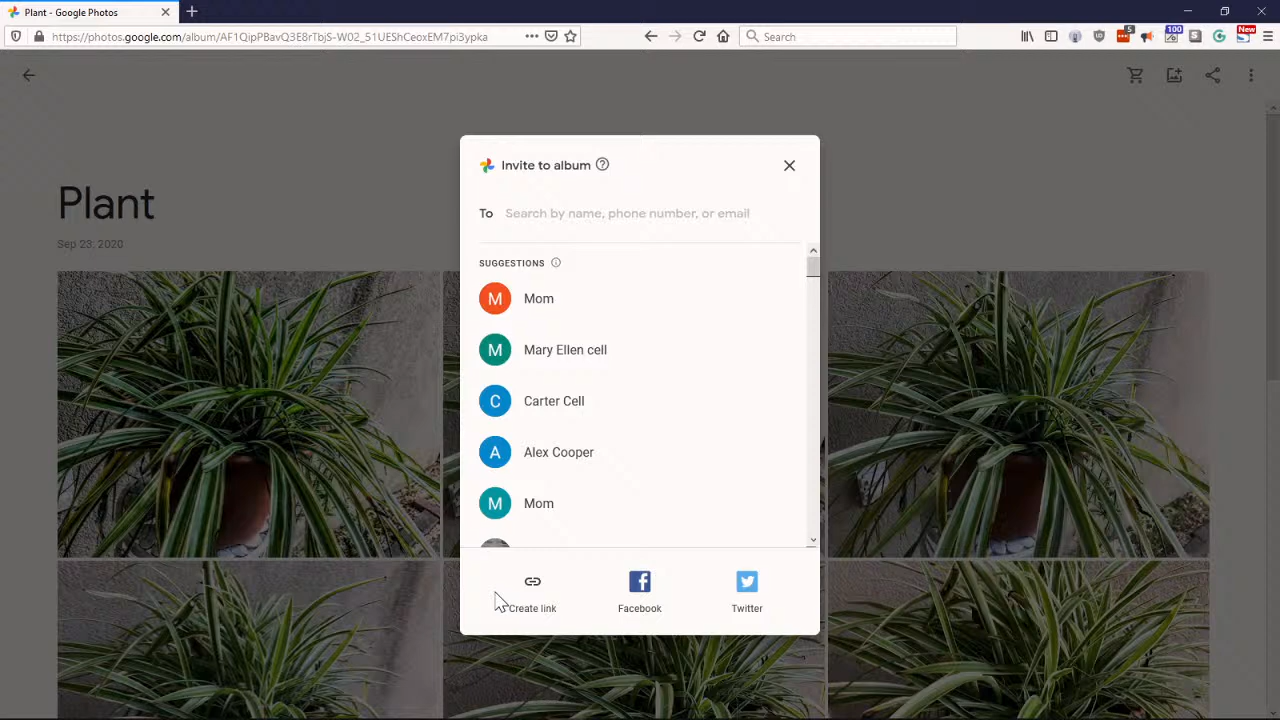 Plant - Google Photos
https://photos.google.com/album/AF1QipPBavQ3E8rTbjS-W02_S1UEShCeoxEM7pi3ypka
Search
5
100
New
Invite to album
To Search by name, phone number, or email
Plant
Sep 23, 2020
SUGGESTIONS
M Mom
M Mary Ellen cell
C Carter Cell
A Alex Cooper
M Mom
Create link Facebook Twitter